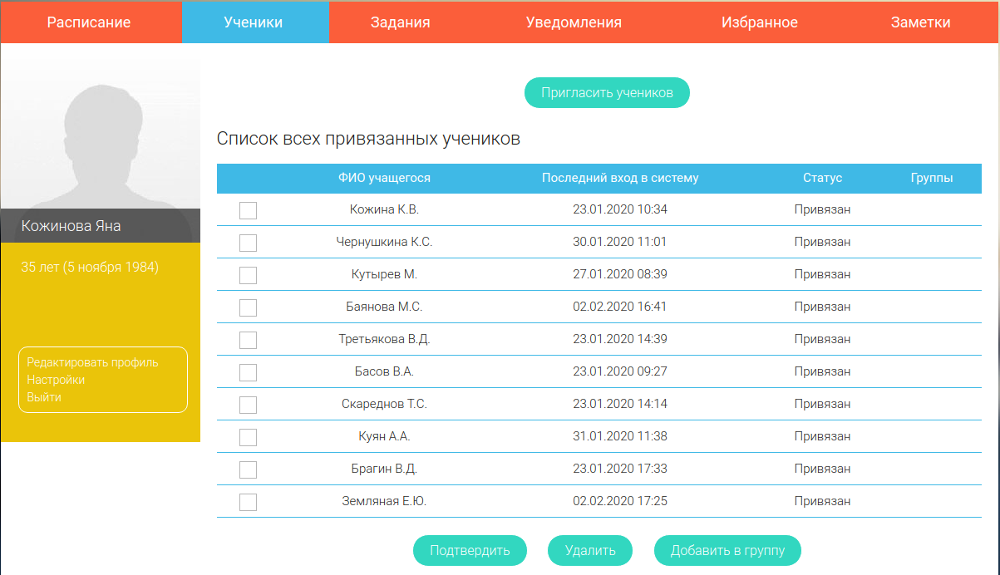 Расписание Ученики Задания Уведомления Избранное Заметки
Пригласить учеников
Список всех привязанных учеников
Кожинова Яна
35 лет (5 ноября 1984)
Редактировать профиль
Настройки
Выйти
ФИО учащегося Последний вход в систему Статус Группы
Кожина К.В. 23.01.2020 10:34 Привязан
Чернушкина К.С. 30.01.2020 11:01 Привязан
Кутырев М. 27.01.2020 08:39 Привязан
Баянова М.С. 02.02.2020 16:41 Привязан
Третьякова В.Д. 23.01.2020 14:39 Привязан
Басов В.А. 23.01.2020 09:27 Привязан
Скареднов Т.С. 23.01.2020 14:14 Привязан
Куян А.А. 31.01.2020 11:38 Привязан
Брагин В.Д. 23.01.2020 17:33 Привязан
Земляная Е.Ю. 02.02.2020 17:25 Привязан
Подтвердить Удалить Добавить в группу